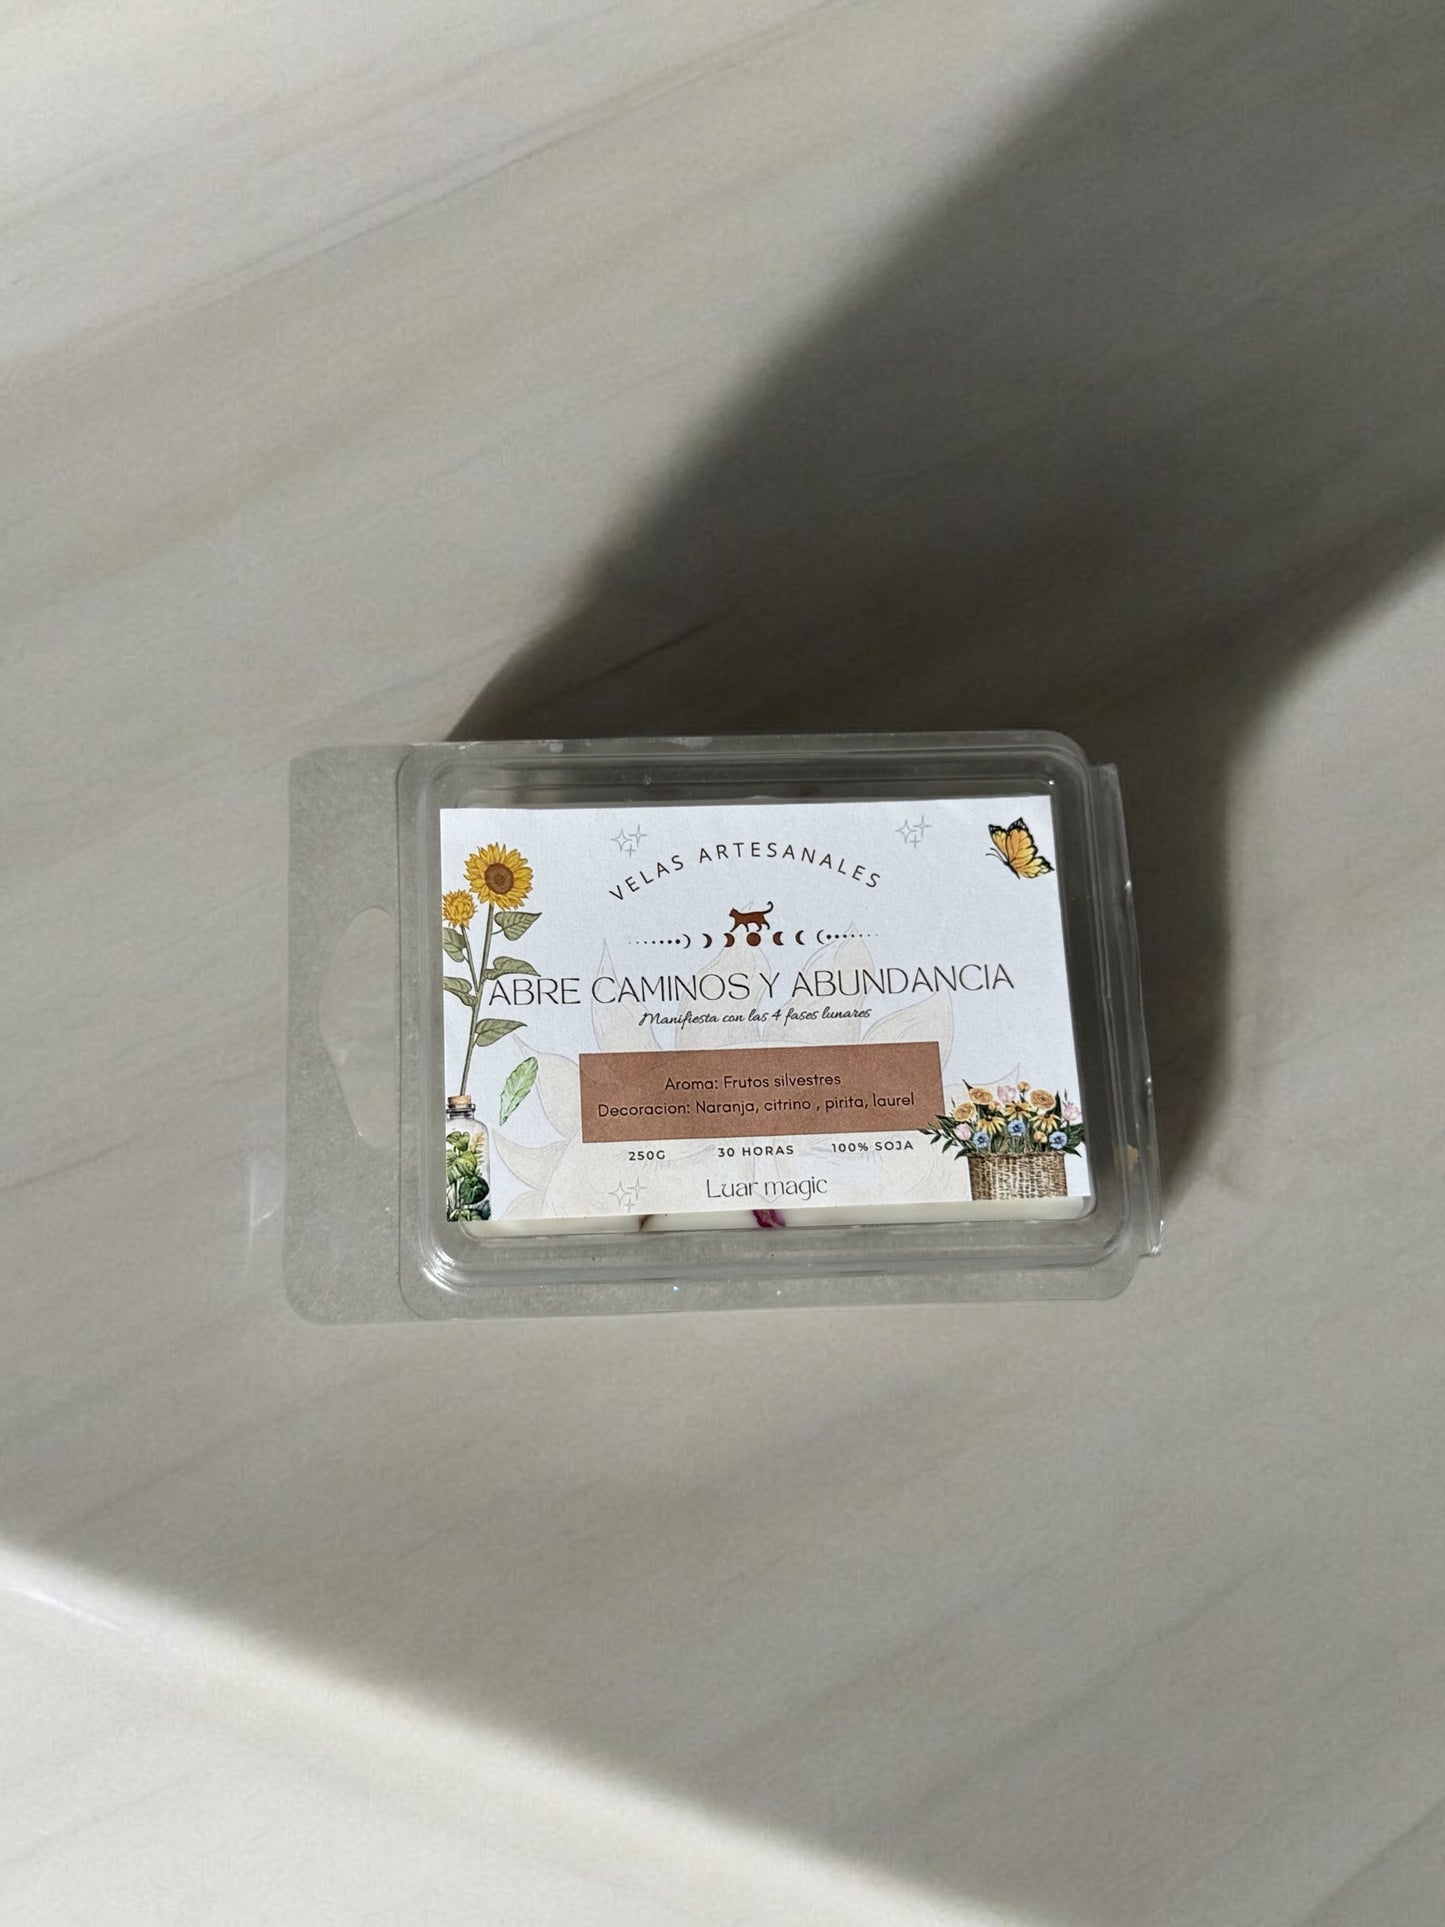 VELAS ARTESANALES
ABRE CAMINOS Y ABUNDANCIA
Manifiesta con las 4 fases lunares
Aroma: Frutos silvestres
Decoracion: Naranja, citrino , pirita, laurel
250G 30 HORAS 100% SOJA
Luar magic